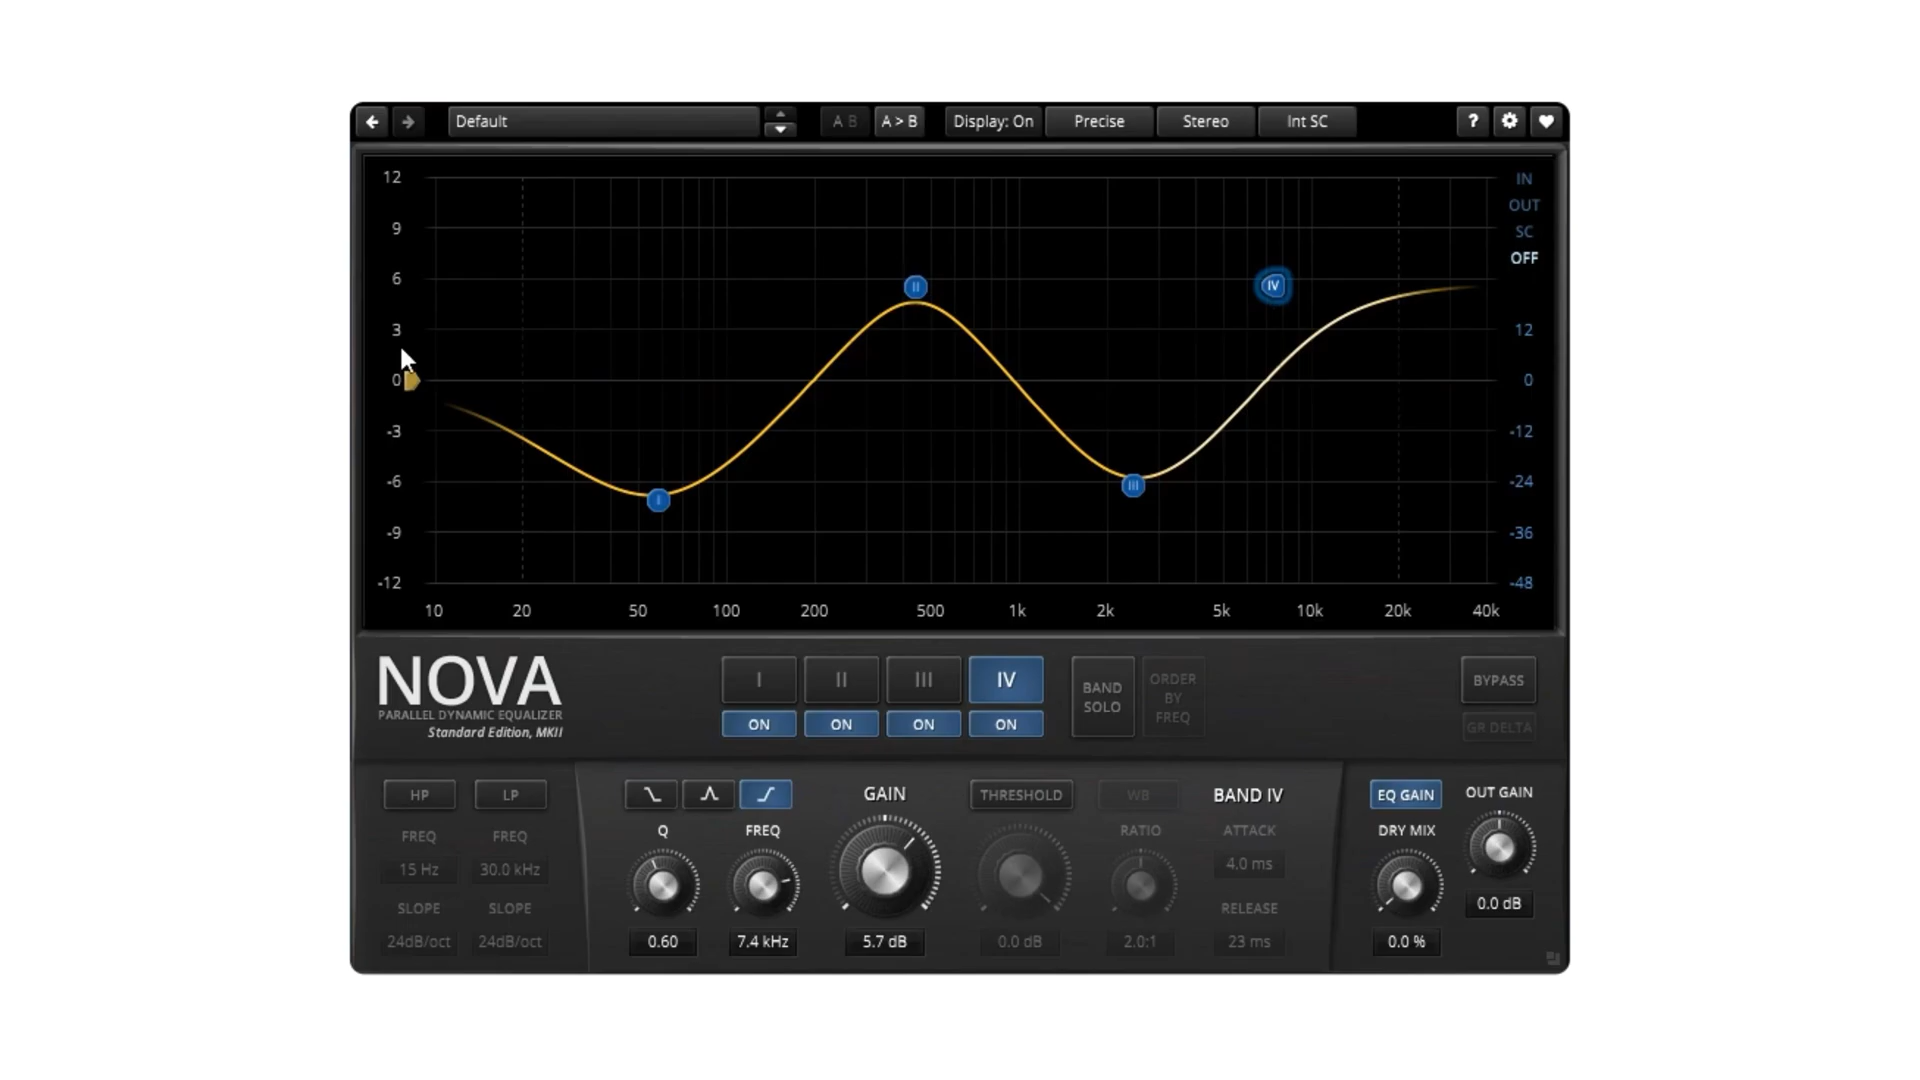 Default
A B
A > B
Display: On
Precise
Stereo
Int SC
?
12
9
6
3
0
-3
-6
-9
-12
IN
OUT
SC
OFF
12
0
-12
-24
-36
-48
II
IV
I
III
10 20 50 100 200 500 1k 2k 5k 10k 20k 40k
NOVA
PARALLEL DYNAMIC EQUALIZER
Standard Edition, MKII
I II III IV
ON ON ON ON
BAND
SOLO
ORDER
BY
FREQ
BYPASS
GR DELTA
HP
FREQ
15 Hz
SLOPE
24dB/oct
LP
FREQ
30.0 kHz
SLOPE
24dB/oct
Q
0.60
FREQ
7.4 kHz
GAIN
5.7 dB
THRESHOLD
0.0 dB
WB
RATIO
2.0:1
BAND IV
ATTACK
4.0 ms
RELEASE
23 ms
EQ GAIN
DRY MIX
0.0 %
OUT GAIN
0.0 dB